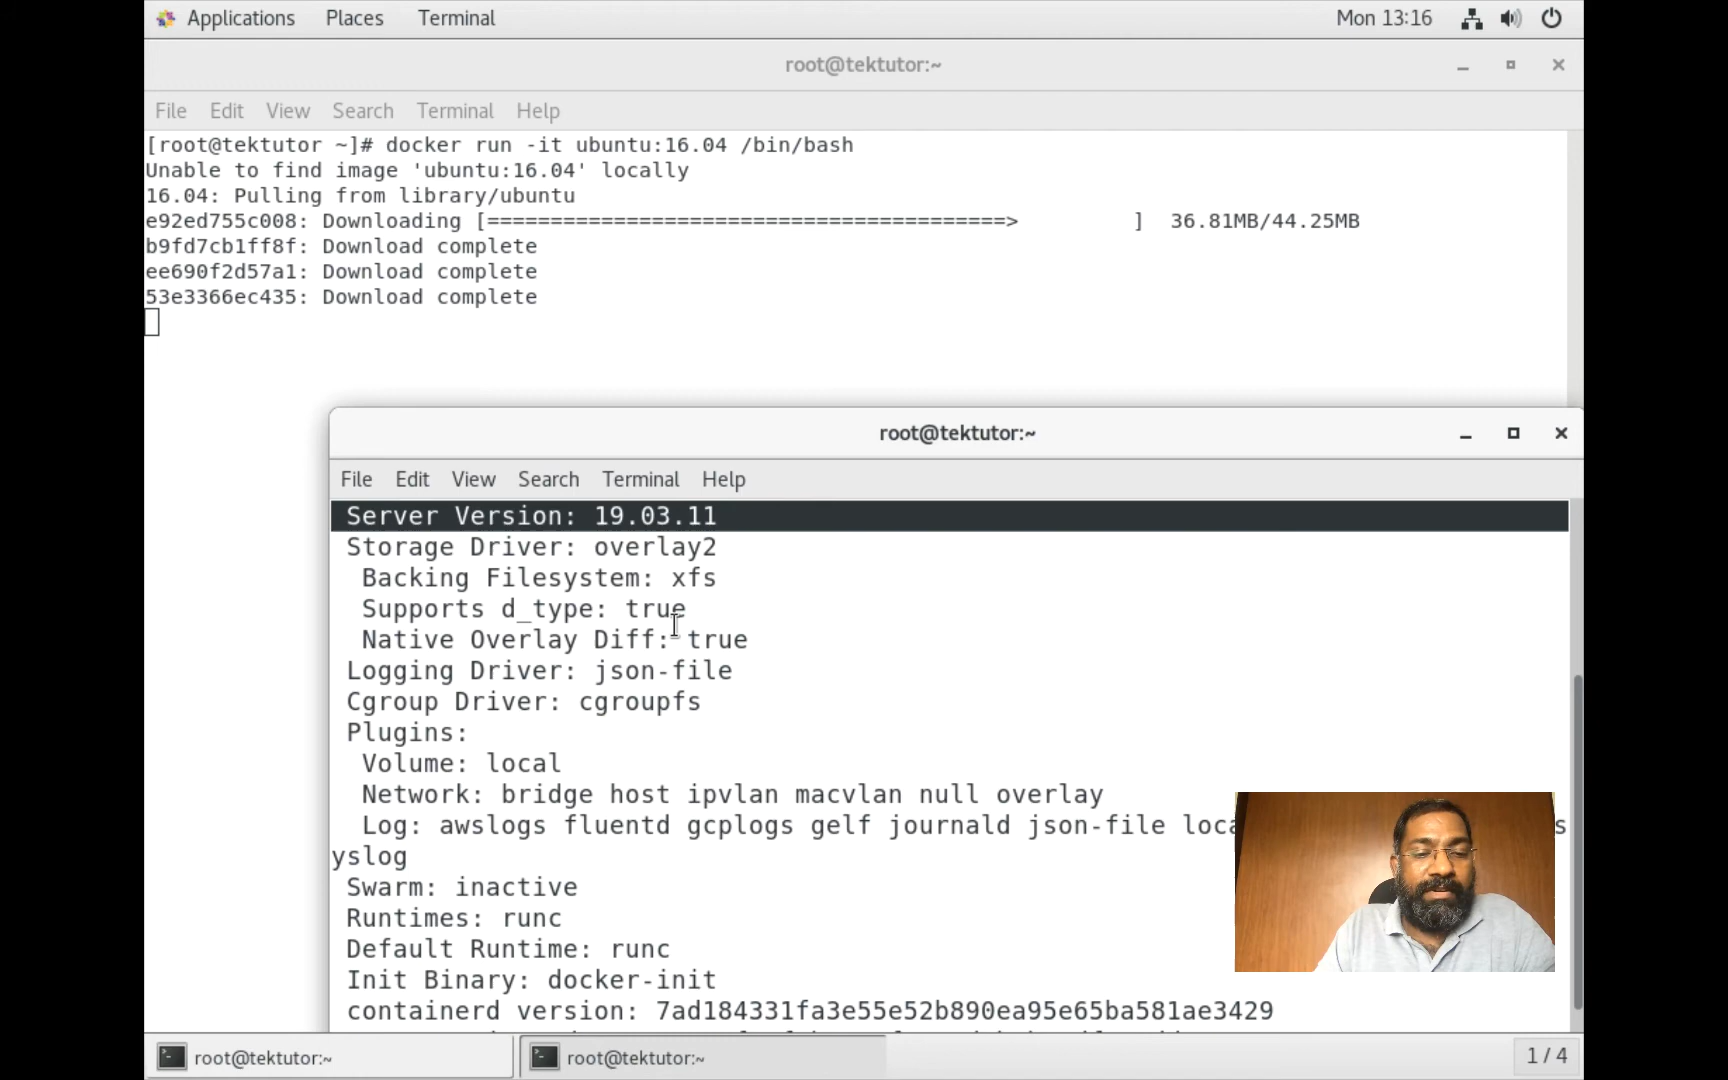 Applications Places Terminal Mon 13:16
root@tektutor:~
File Edit View Search Terminal Help
[root@tektutor ~]# docker run -it ubuntu:16.04 /bin/bash
Unable to find image 'ubuntu:16.04' locally
16.04: Pulling from library/ubuntu
e92ed755c008: Downloading [=========================================>          ]  36.81MB/44.25MB
b9fd7cb1ff8f: Download complete
ee690f2d57a1: Download complete
53e3366ec435: Download complete
root@tektutor:~
File Edit View Search Terminal Help
Server Version: 19.03.11
Storage Driver: overlay2
Backing Filesystem: xfs
Supports d_type: true
Native Overlay Diff: true
Logging Driver: json-file
Cgroup Driver: cgroupfs
Plugins:
Volume: local
Network: bridge host ipvlan macvlan null overlay
Log: awslogs fluentd gcplogs gelf journald json-file
yslog
Swarm: inactive
Runtimes: runc
Default Runtime: runc
Init Binary: docker-init
containerd version: 7ad184331fa3e55e52b890ea95e65ba581ae3429
root@tektutor:~ root@tektutor:~ 1 / 4